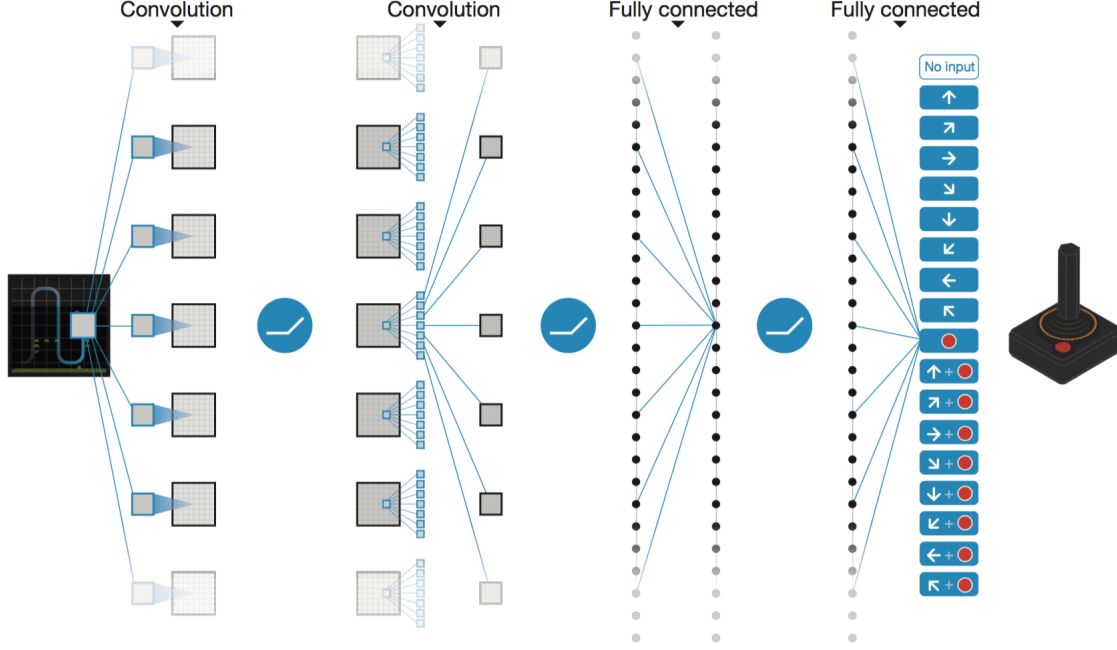 Convolution
Convolution
Fully connected
Fully connected
No input
+
+
+
+
+
+
+
+